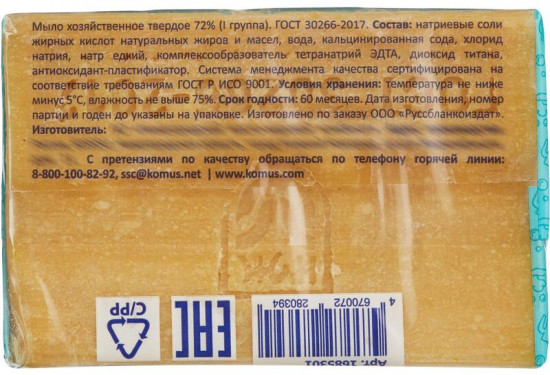 Мыло хозяйственное твердое 72% (I группа). ГОСТ 30266-2017. Состав: натриевые соли
жирных кислот натуральных жиров и масел, вода, кальцинированная сода, хлорид
натрия, натр едкий, комплексообразователь тетранатрий ЭДТА, диоксид титана,
антиоксидант-пластификатор. Система менеджмента качества сертифицирована на
соответствие требованиям ГОСТ Р ИСО 9001. Условия хранения: температура не ниже
минус 5°С, влажность не выше 75%. Срок годности: 60 месяцев. Дата изготовления, номер
партии и годен до указаны на упаковке. Изготовлено по заказу ООО «Руссбланкоиздат».
Изготовитель:
С претензиями по качеству обращаться по телефону горячей линии:
8-800-100-82-92, ssc@komus.net | www.komus.com
C/PP
EAC
4 670072 280394
Арт. 1685301